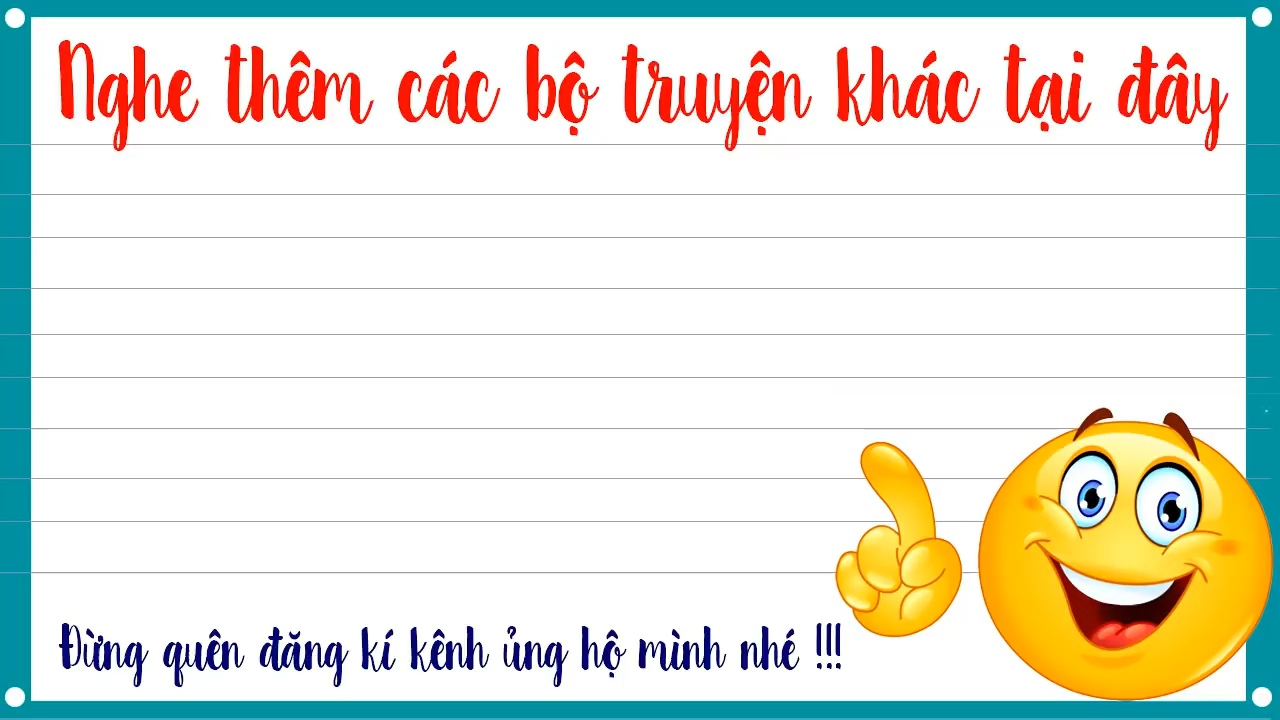 Nghe thêm các bộ truyện khác tại đây
Đừng quên đăng kí kênh ủng hộ mình nhé !!!